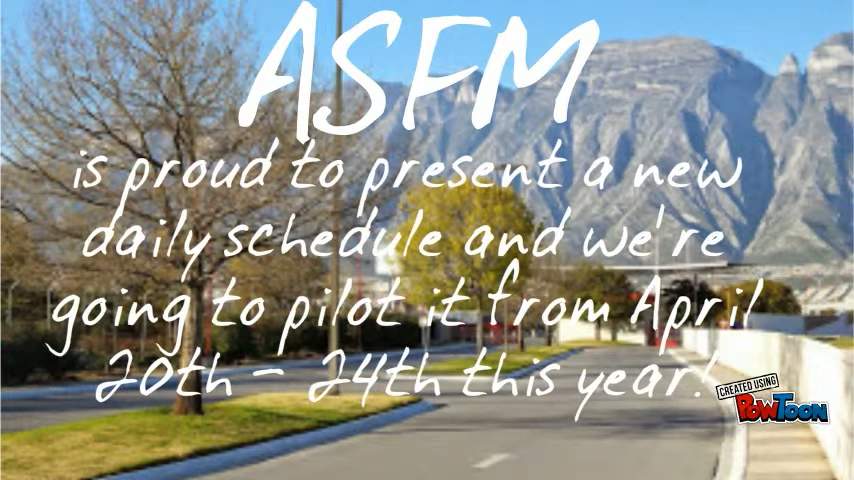 ASFM
is proud to present a new
daily schedule and we're
going to pilot it from April
20th - 24th this year!
CREATED USING
POWTOON